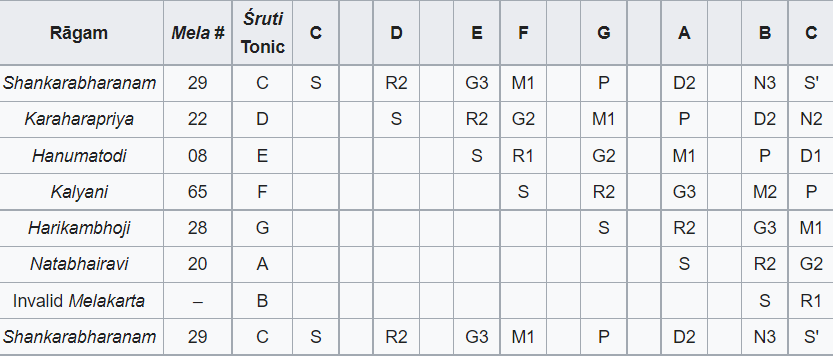 Rāgam Mela # Śruti Tonic C D E F G A B C
Shankarabharanam 29 C S R2 G3 M1 P D2 N3 S'
Karaharapriya 22 D S R2 G2 M1 P D2 N2
Hanumatodi 08 E S R1 G2 M1 P D1
Kalyani 65 F S R2 G3 M2 P
Harikambhoji 28 G S R2 G3 M1
Natabhairavi 20 A S R2 G2
Invalid Melakarta – B S R1
Shankarabharanam 29 C S R2 G3 M1 P D2 N3 S'